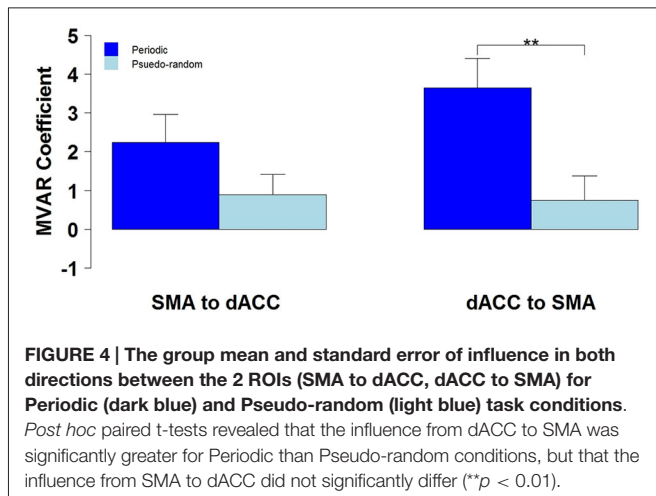 5
4
3
2
1
0
-1
MVAR Coefficient
Periodic
Psuedo-random
**
SMA to dACC
dACC to SMA
FIGURE 4 | The group mean and standard error of influence in both
directions between the 2 ROIs (SMA to dACC, dACC to SMA) for
Periodic (dark blue) and Pseudo-random (light blue) task conditions.
Post hoc paired t-tests revealed that the influence from dACC to SMA was
significantly greater for Periodic than Pseudo-random conditions, but that the
influence from SMA to dACC did not significantly differ (**p < 0.01).